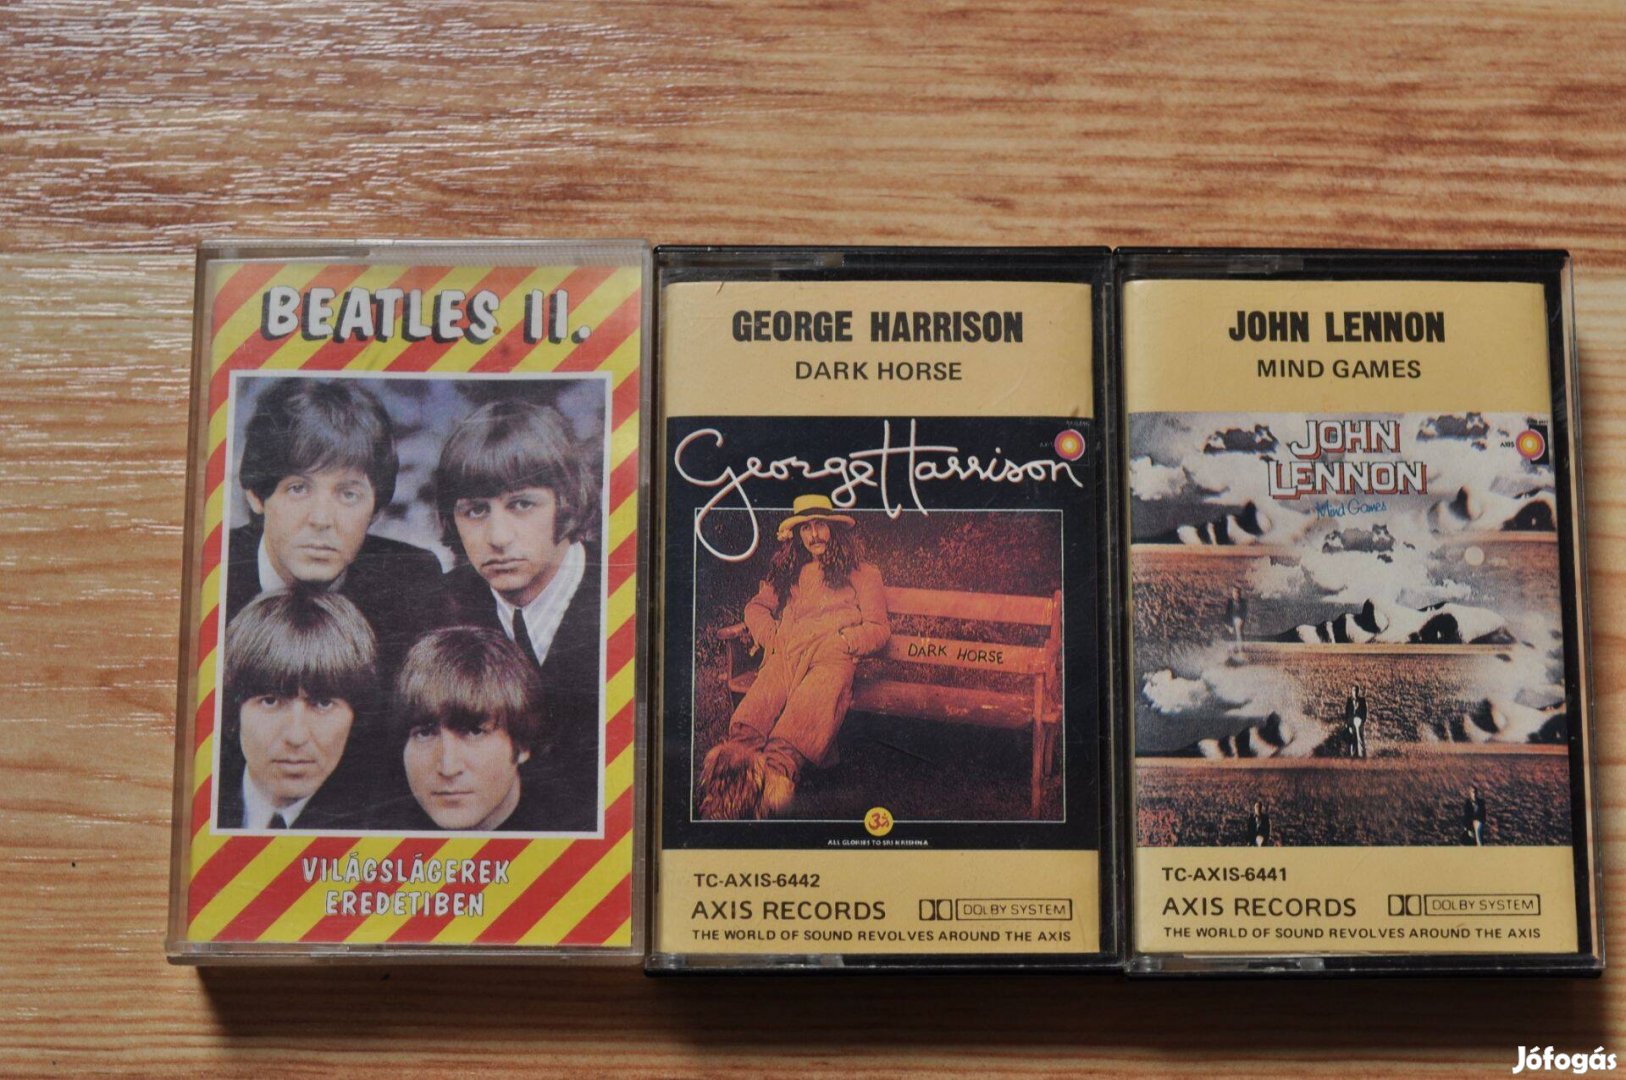 BEATLES II.
VILÁGSLÁGEREK
EREDETIBEN
GEORGE HARRISON
DARK HORSE
George Harrison
DARK HORSE
ALL GLORIES TO SRI KRISHNA
TC-AXIS-6442
AXIS RECORDS DOLBY SYSTEM
THE WORLD OF SOUND REVOLVES AROUND THE AXIS
JOHN LENNON
MIND GAMES
AXIS
JOHN
LENNON
Mind Games
TC-AXIS-6441
AXIS RECORDS DOLBY SYSTEM
THE WORLD OF SOUND REVOLVES AROUND THE AXIS
Jófogás